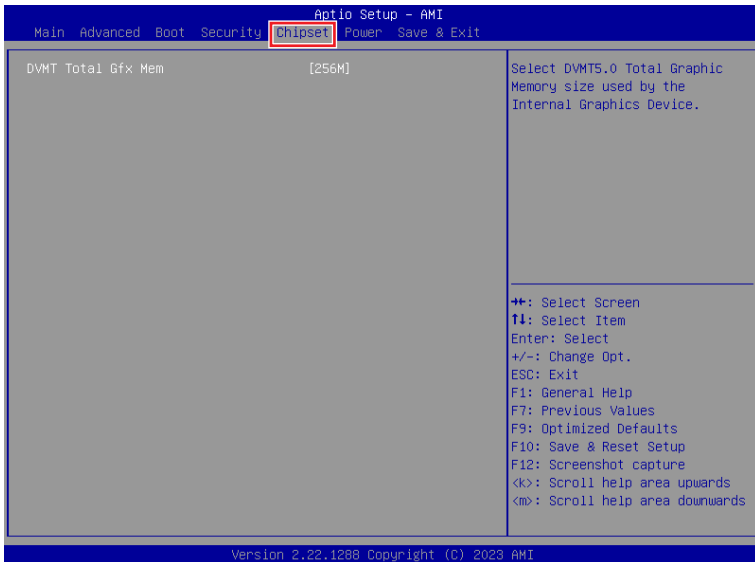 Aptio Setup – AMI
Main Advanced Boot Security Chipset Power Save & Exit
DVMT Total Gfx Mem [256M]
Select DVMT5.0 Total Graphic
Memory size used by the
Internal Graphics Device.
→←: Select Screen
↑↓: Select Item
Enter: Select
+/-: Change Opt.
ESC: Exit
F1: General Help
F7: Previous Values
F9: Optimized Defaults
F10: Save & Reset Setup
F12: Screenshot capture
<k>: Scroll help area upwards
<m>: Scroll help area downwards
Version 2.22.1288 Copyright (C) 2023 AMI